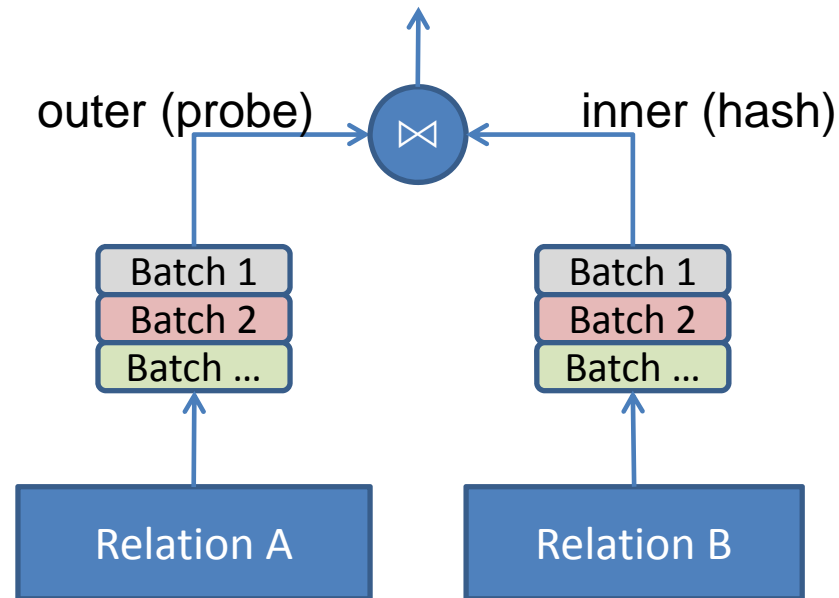 outer (probe)
⋈
inner (hash)
Batch 1
Batch 2
Batch ...
Batch 1
Batch 2
Batch ...
Relation A
Relation B